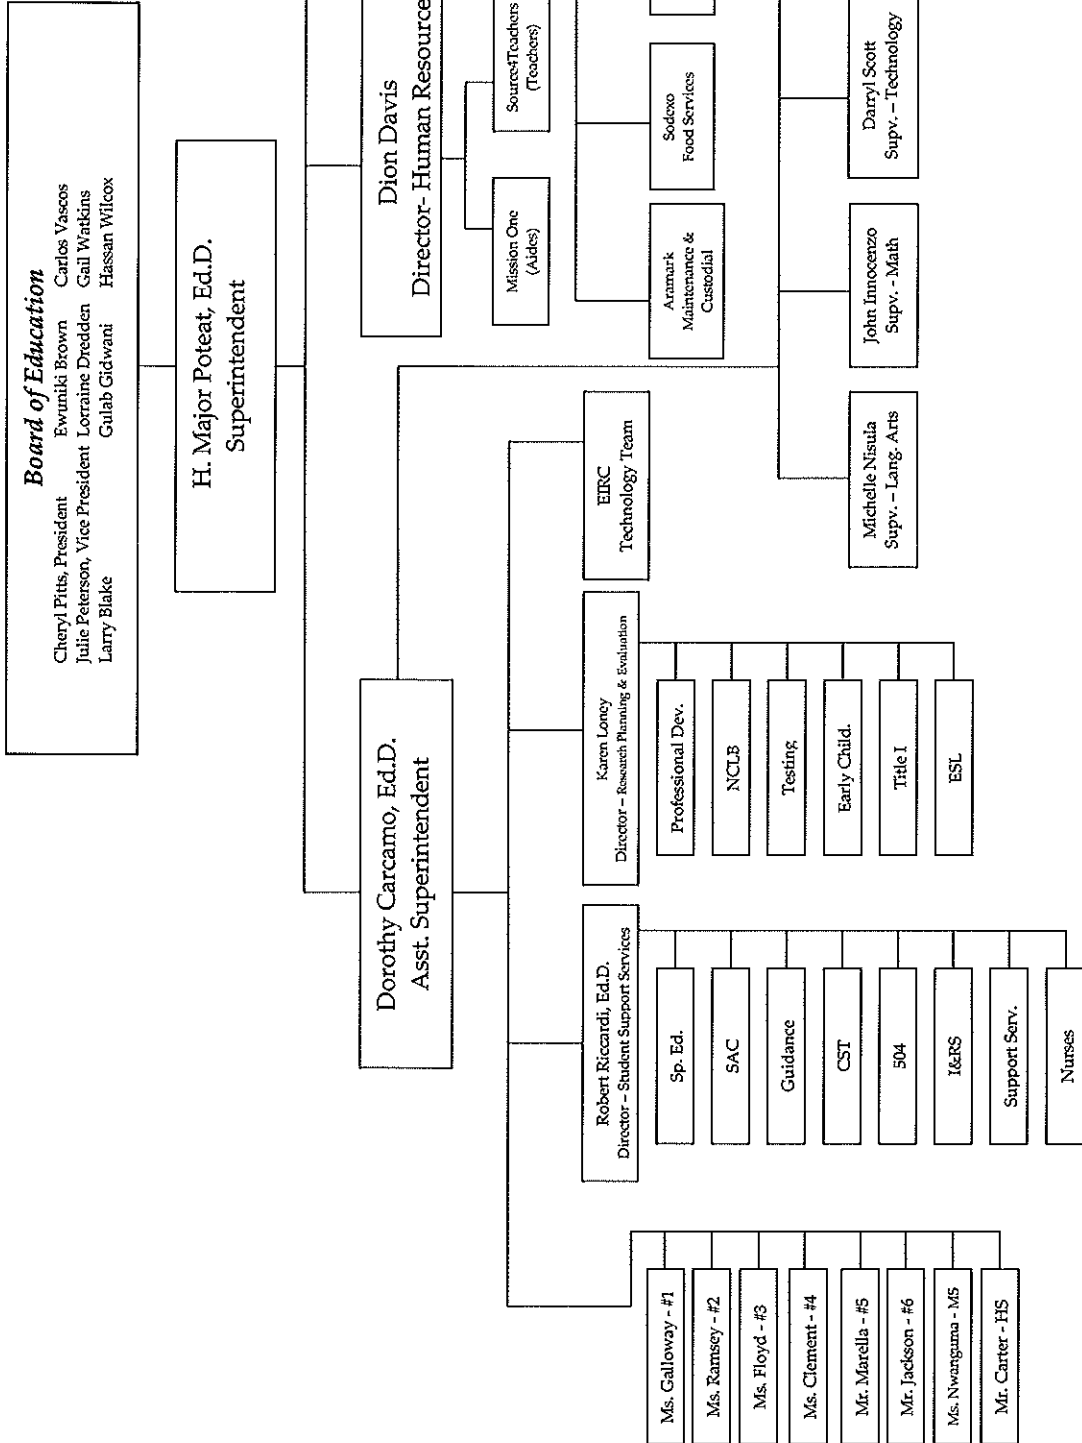 Board of Education
Cheryl Pitts, President Ewuniki Brown Carlos Vascos
Julie Peterson, Vice President Lorraine Dredden Gail Watkins
Larry Blake Gulab Gidwani Hassan Wilcox
H. Major Poteat, Ed.D.
Superintendent
Dorothy Carcamo, Ed.D.
Asst. Superintendent
Dion Davis
Director- Human Resource
Mission One
(Aides)
Source4Teachers
(Teachers)
Ms. Galloway - #1
Ms. Ramsey - #2
Ms. Floyd - #3
Ms. Clement - #4
Mr. Marella - #5
Mr. Jackson - #6
Ms. Nwanguma - MS
Mr. Carter - HS
Robert Riccardi, Ed.D.
Director – Student Support Services
Sp. Ed.
SAC
Guidance
CST
504
I&RS
Support Serv.
Nurses
Karen Loney
Director – Research Planning & Evaluation
Professional Dev.
NCLB
Testing
Early Child.
Title I
ESL
EIRC
Technology Team
Aramark
Maintenance &
Custodial
Sodexo
Food Services
Michelle Nisula
Supv. – Lang. Arts
John Innocenzo
Supv. - Math
Darryl Scott
Supv. – Technology